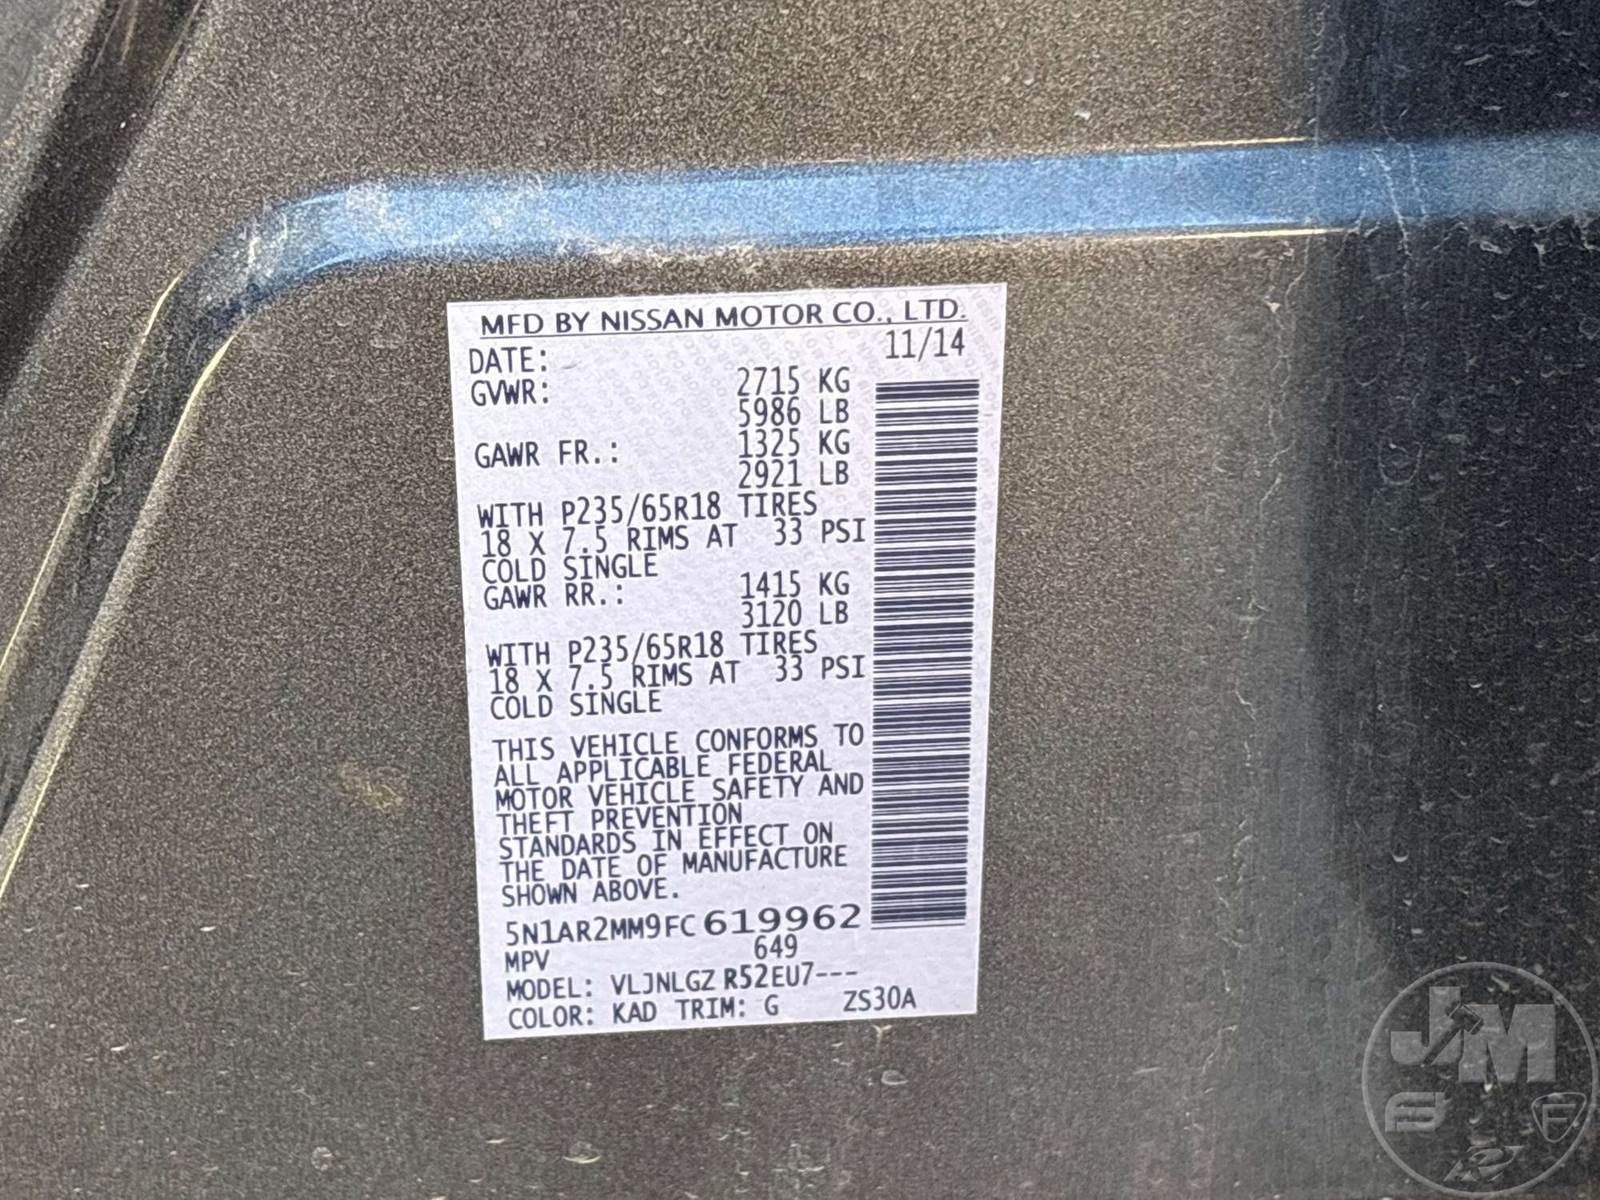 MFD BY NISSAN MOTOR CO., LTD.
DATE: 11/14
GVWR: 2715 KG
5986 LB
GAWR FR.: 1325 KG
2921 LB
WITH P235/65R18 TIRES
18 X 7.5 RIMS AT 33 PSI
COLD SINGLE
GAWR RR.: 1415 KG
3120 LB
WITH P235/65R18 TIRES
18 X 7.5 RIMS AT 33 PSI
COLD SINGLE
THIS VEHICLE CONFORMS TO
ALL APPLICABLE FEDERAL
MOTOR VEHICLE SAFETY AND
THEFT PREVENTION
STANDARDS IN EFFECT ON
THE DATE OF MANUFACTURE
SHOWN ABOVE.
5N1AR2MM9FC619962
MPV 649
MODEL: VLJNLGZ R52EU7---
COLOR: KAD TRIM: G ZS30A
JM
F